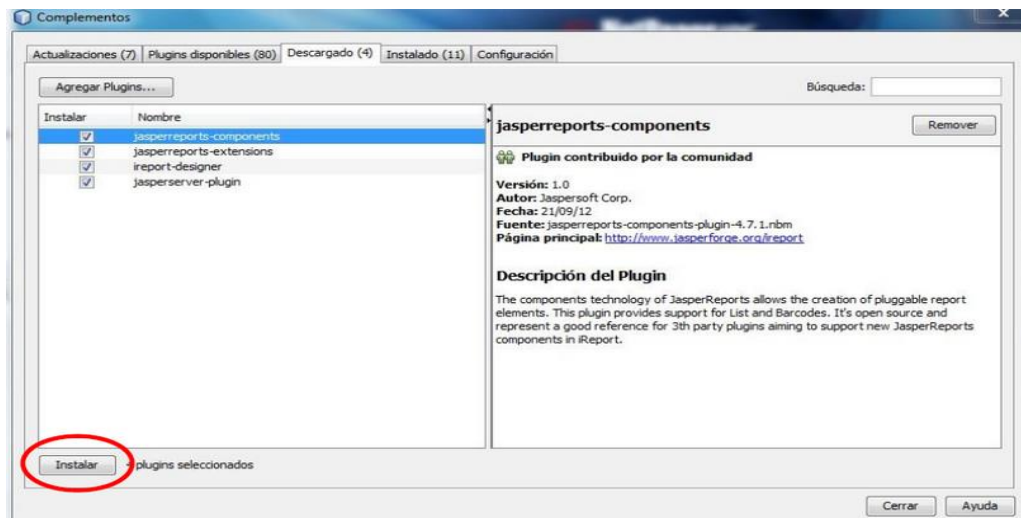 Complementos
Actualizaciones (7) Plugins disponibles (80) Descargado (4) Instalado (11) Configuración
Agregar Plugins...
Búsqueda:
Instalar Nombre
jasperreports-components
jasperreports-extensions
ireport-designer
jasperserver-plugin
jasperreports-components
Remover
Plugin contribuido por la comunidad
Versión: 1.0
Autor: Jaspersoft Corp.
Fecha: 21/09/12
Fuente: jasperreports-components-plugin-4.7.1.nbm
Página principal: http://www.jasperforge.org/ireport
Descripción del Plugin
The components technology of JasperReports allows the creation of pluggable report
elements. This plugin provides support for List and Barcodes. It's open source and
represent a good reference for 3th party plugins aiming to support new JasperReports
components in iReport.
Instalar plugins seleccionados
Cerrar Ayuda